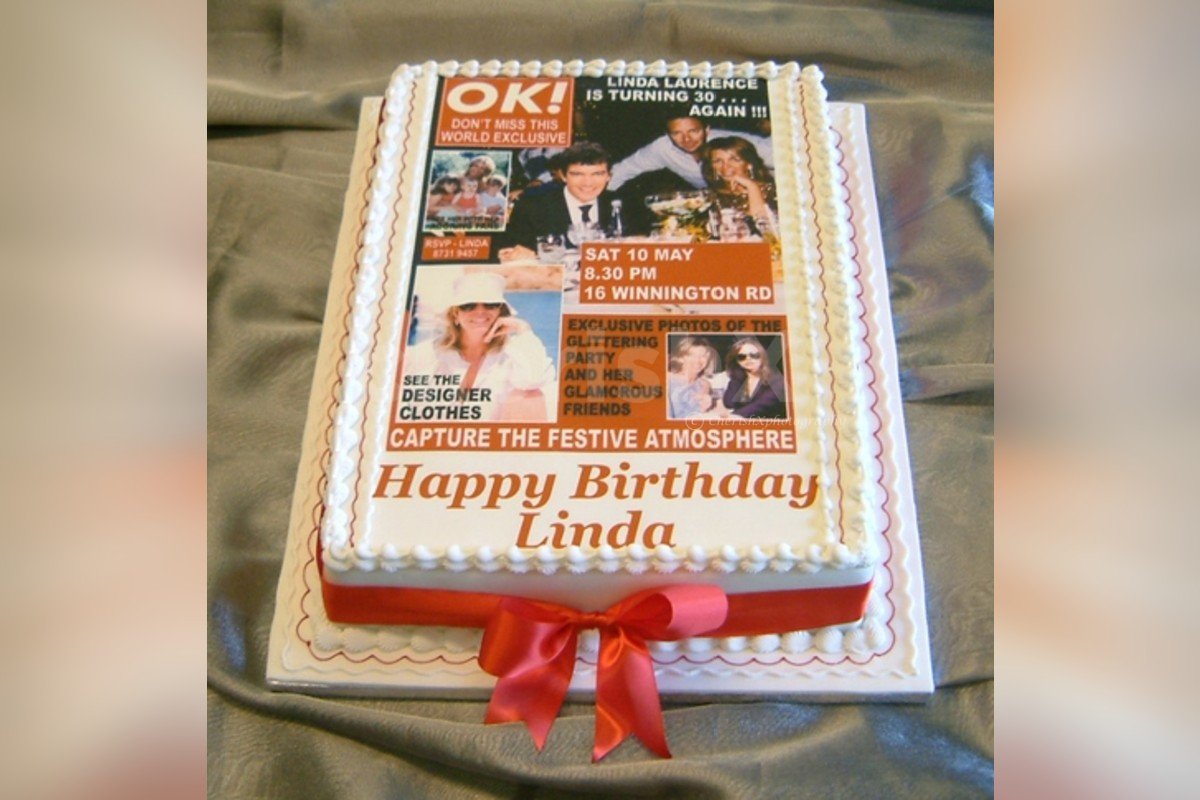 OK!
DON'T MISS THIS
WORLD EXCLUSIVE
LINDA LAURENCE
IS TURNING 30 . . .
AGAIN !!!
RSVP - LINDA
8731 9457
SAT 10 MAY
8.30 PM
16 WINNINGTON RD
EXCLUSIVE PHOTOS OF THE
GLITTERING
PARTY
AND HER
GLAMOROUS
FRIENDS
SEE THE
DESIGNER
CLOTHES
CAPTURE THE FESTIVE ATMOSPHERE
Happy Birthday
Linda